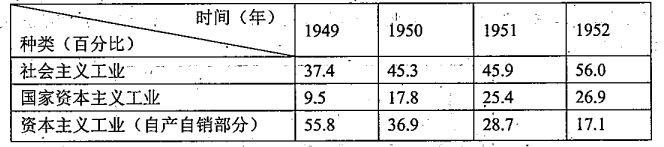 时间（年）
种类（百分比）
1949 1950 1951 1952
社会主义工业 37.4 45.3 45.9 56.0
国家资本主义工业 9.5 17.8 25.4 26.9
资本主义工业（自产自销部分） 55.8 36.9 28.7 17.1